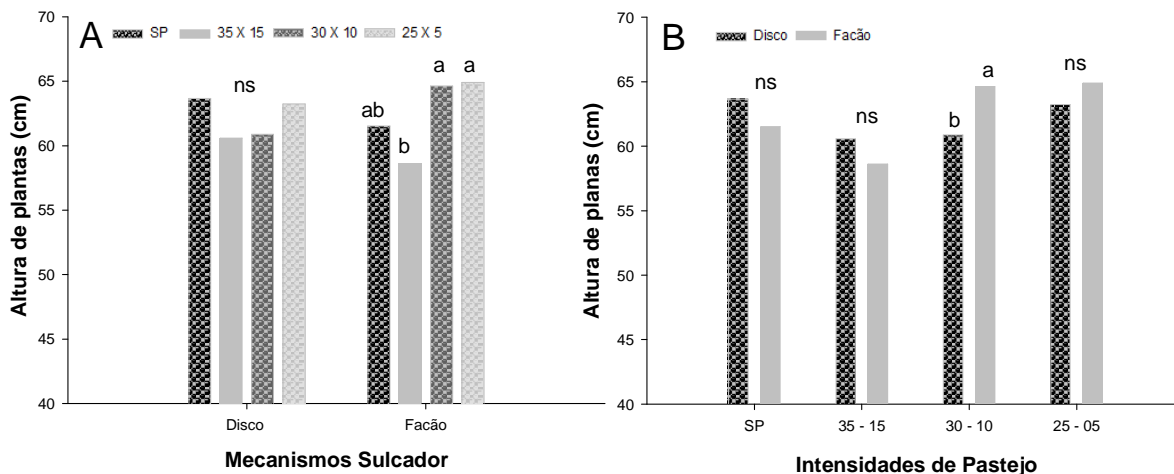 A
SP 35 X 15 30 X 10 25 X 5
Altura de plantas (cm)
70
65
60
55
50
45
40
ns
ab
b
a
a
Disco Facão
Mecanismos Sulcador
B
Disco Facão
Altura de planas (cm)
70
65
60
55
50
45
40
ns
ns
b
a
ns
SP 35 - 15 30 - 10 25 - 05
Intensidades de Pastejo